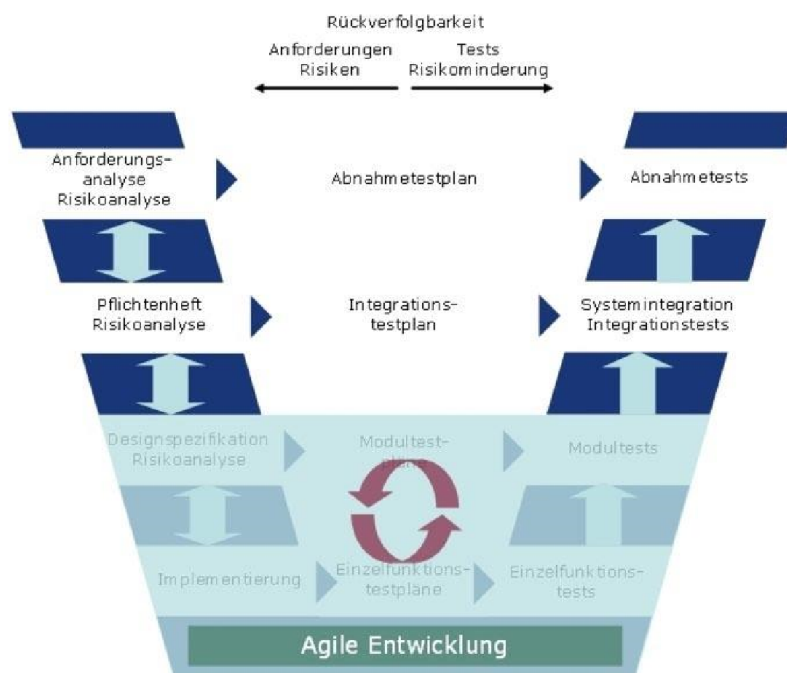 Rückverfolgbarkeit
Anforderungen
Risiken
Tests
Risikominderung
Anforderungs-
analyse
Risikoanalyse
Abnahmetestplan
Abnahmetests
Pflichtenheft
Risikoanalyse
Integrations-
testplan
Systemintegration
Integrationstests
Designspezifikation
Risikoanalyse
Modultest-
pläne
Modultests
Implementierung
Einzelfunktions-
testpläne
Einzelfunktions-
tests
Agile Entwicklung